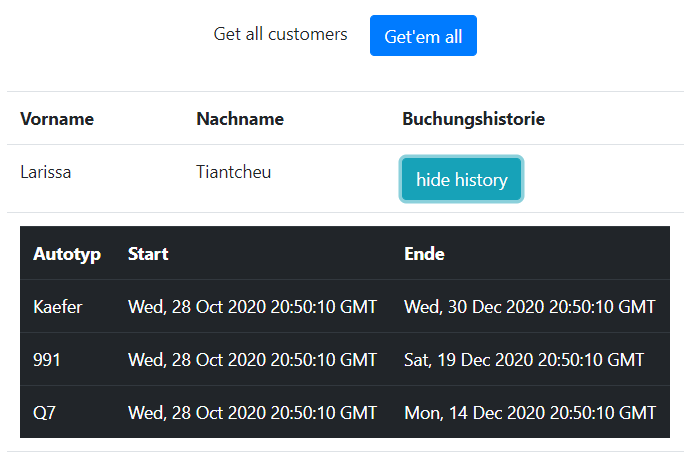 Get all customers Get'em all
Vorname Nachname Buchungshistorie
Larissa Tiantcheu hide history
Autotyp Start Ende
Kaefer Wed, 28 Oct 2020 20:50:10 GMT Wed, 30 Dec 2020 20:50:10 GMT
991 Wed, 28 Oct 2020 20:50:10 GMT Sat, 19 Dec 2020 20:50:10 GMT
Q7 Wed, 28 Oct 2020 20:50:10 GMT Mon, 14 Dec 2020 20:50:10 GMT